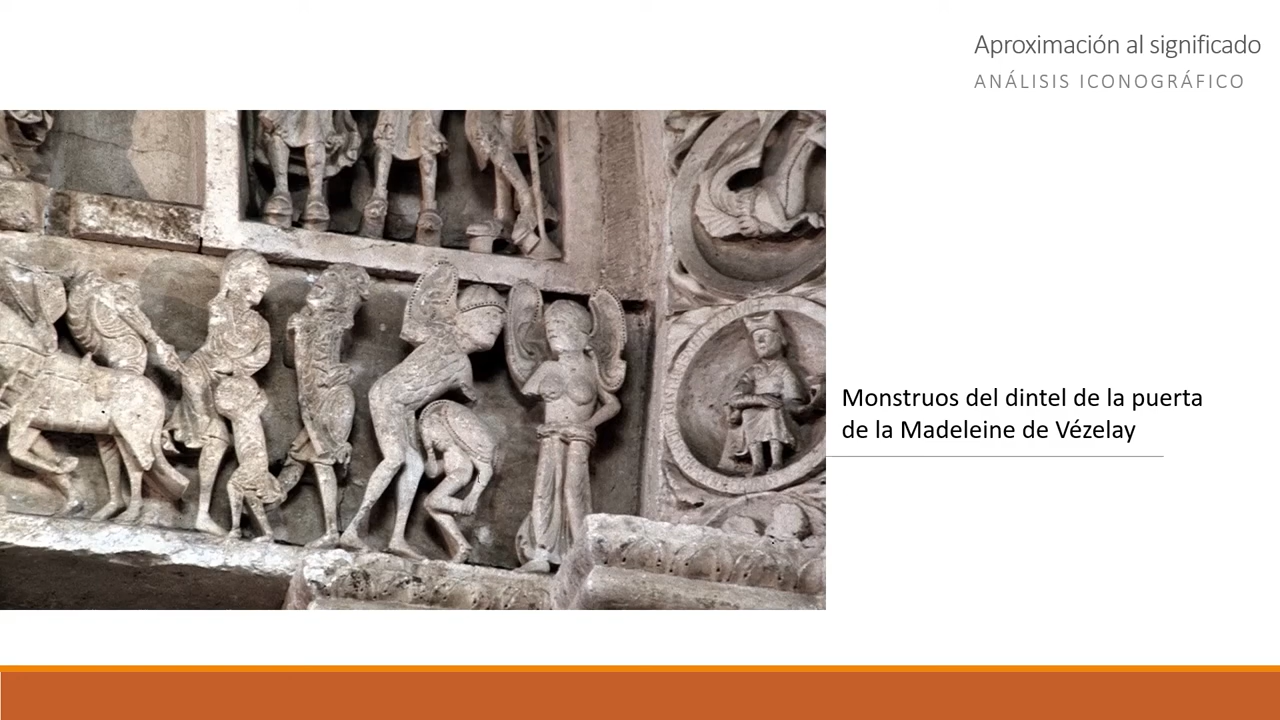 Aproximación al significado
ANÁLISIS ICONOGRÁFICO
Monstruos del dintel de la puerta
de la Madeleine de Vézelay